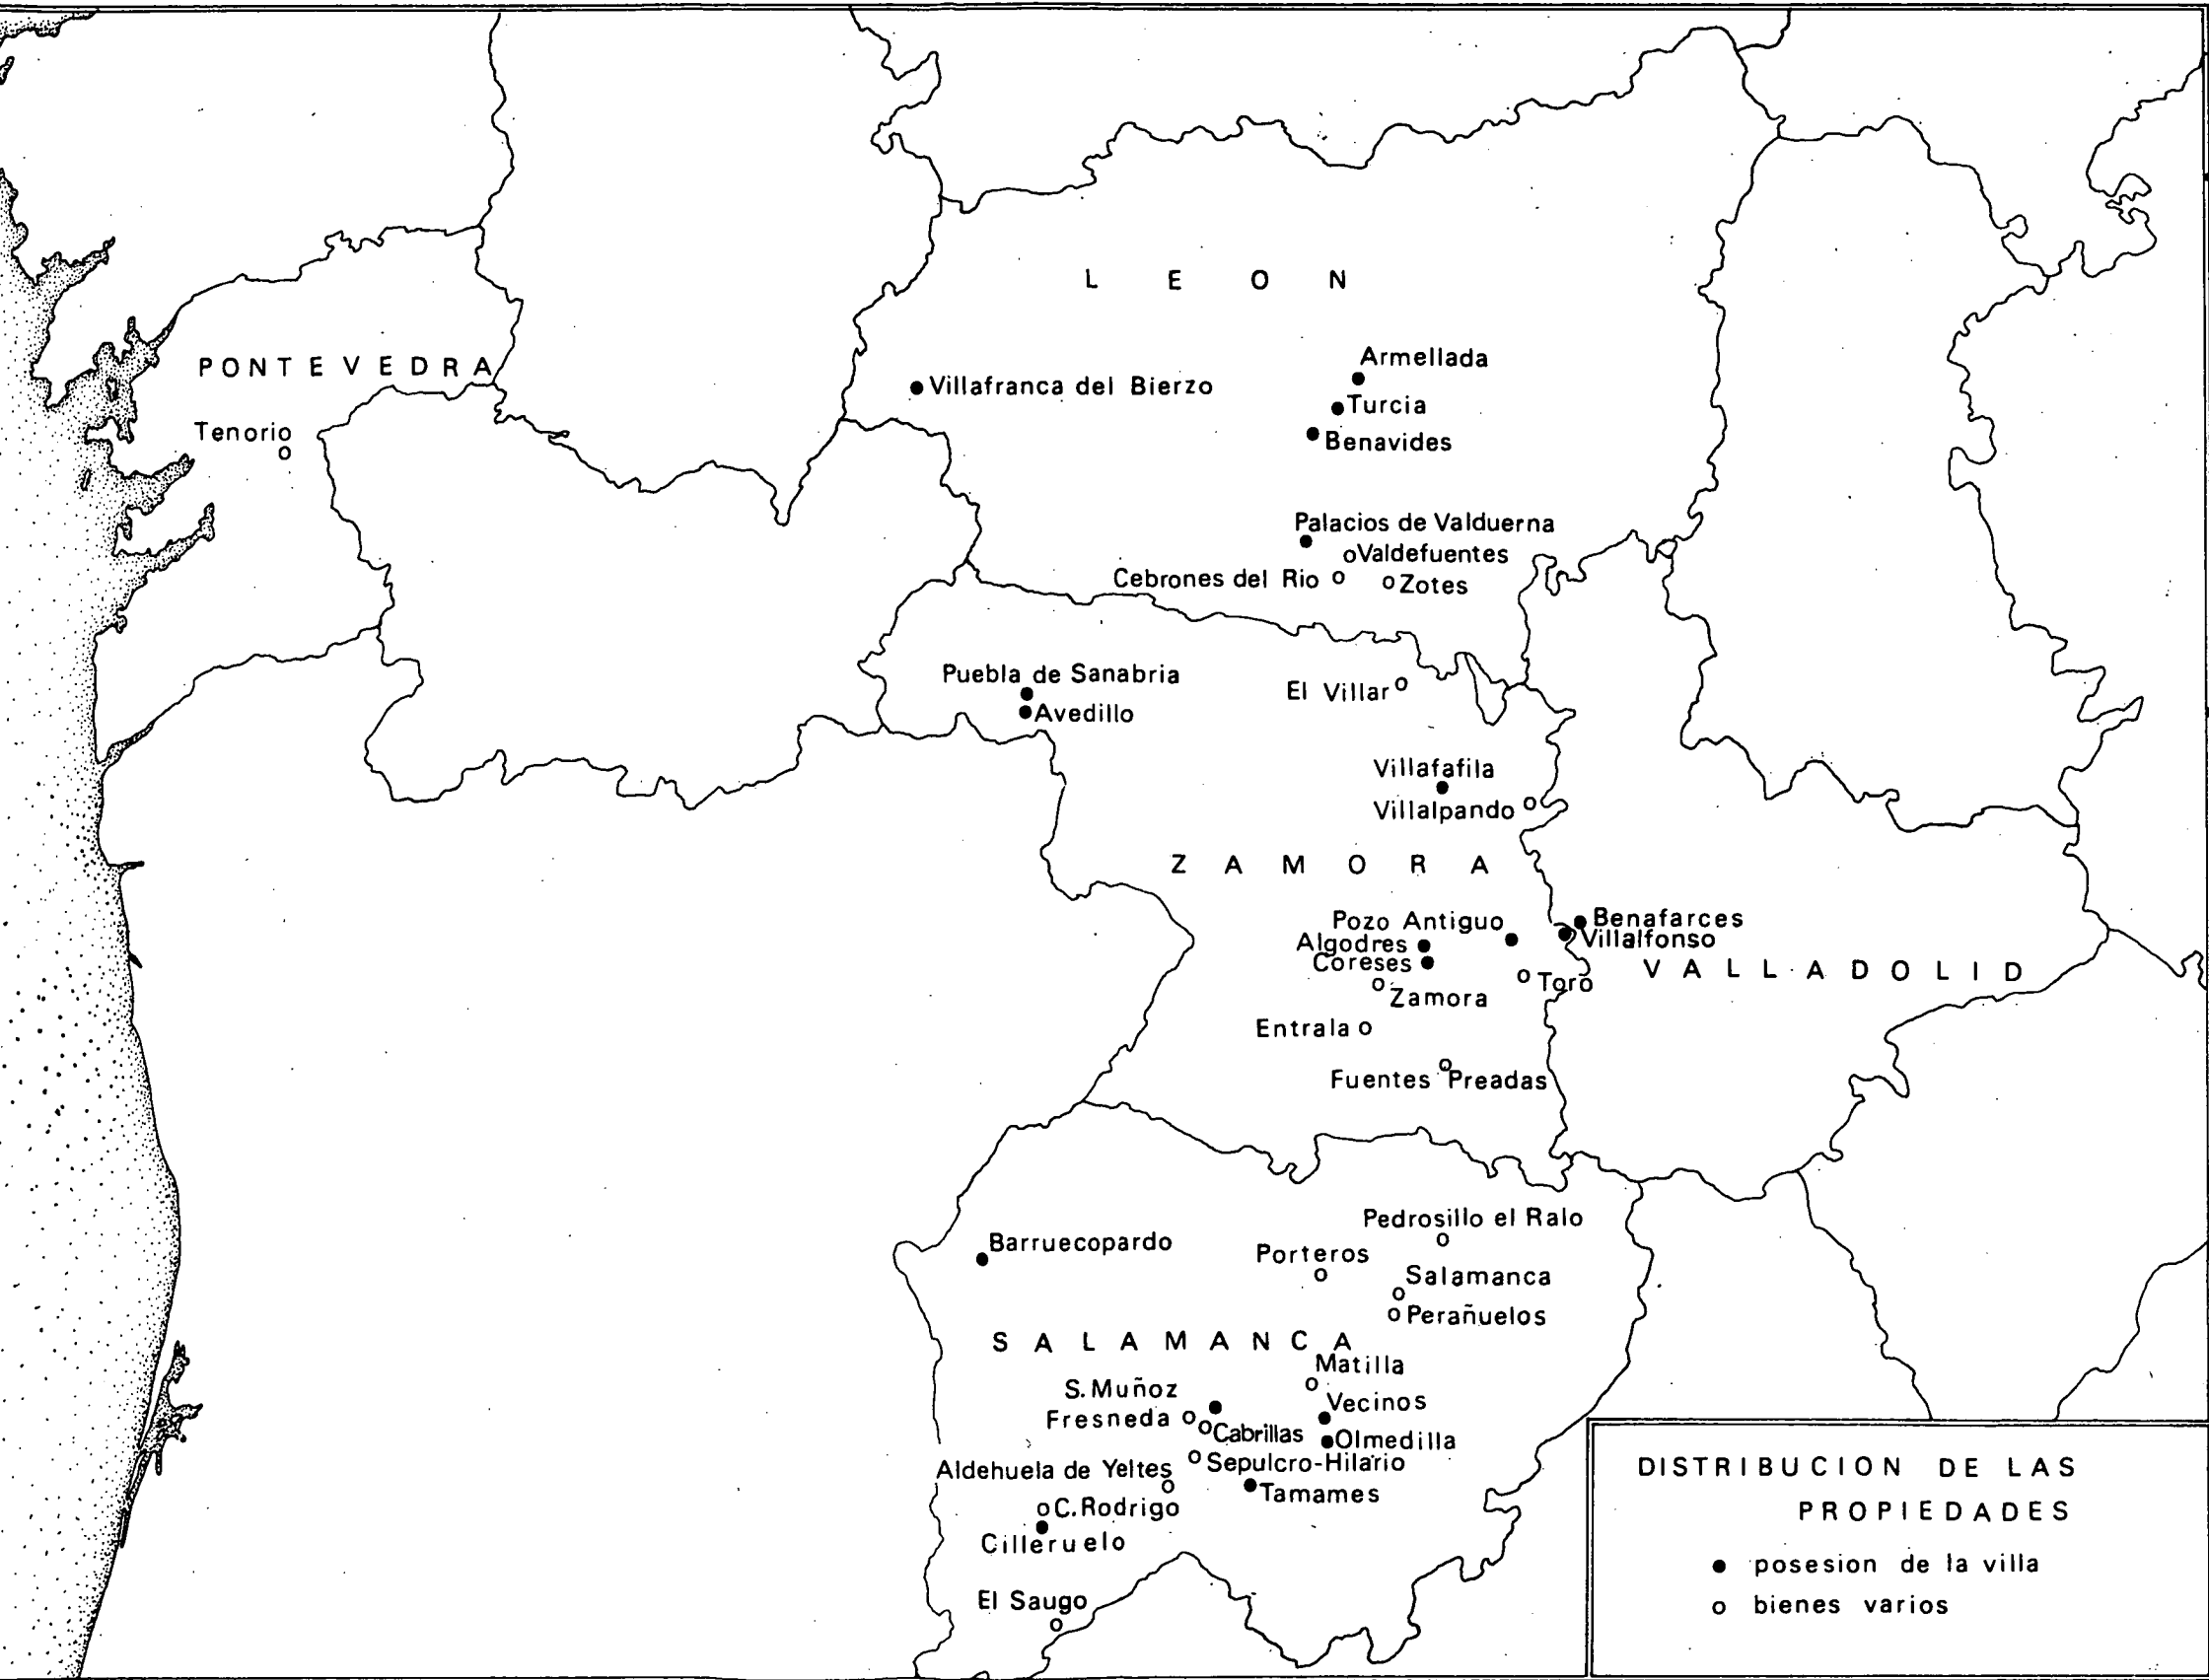 L E O N
Armellada
PONTEVEDRA
Villafranca del Bierzo
Turcia
Tenorio
Benavides
Palacios de Valduerna
Valdefuentes
Cebrones del Rio
Zotes
Puebla de Sanabria
El Villar
Avedillo
Villafafila
Villalpando
Z A M O R A
Pozo Antiguo
Benafarces
Algodres
Villalfonso
Coreses
VALLADOLID
Toro
Zamora
Entrala
Fuentes Preadas
Pedrosillo el Ralo
Barruecopardo
Porteros
Salamanca
Perañuelos
SALAMANCA
Matilla
S. Muñoz
Vecinos
Fresneda
Cabrillas
Olmedilla
Sepulcro-Hilario
Aldehuela de Yeltes
Tamames
C. Rodrigo
Cilleruelo
El Saugo
DISTRIBUCION DE LAS
PROPIEDADES
posesion de la villa
bienes varios